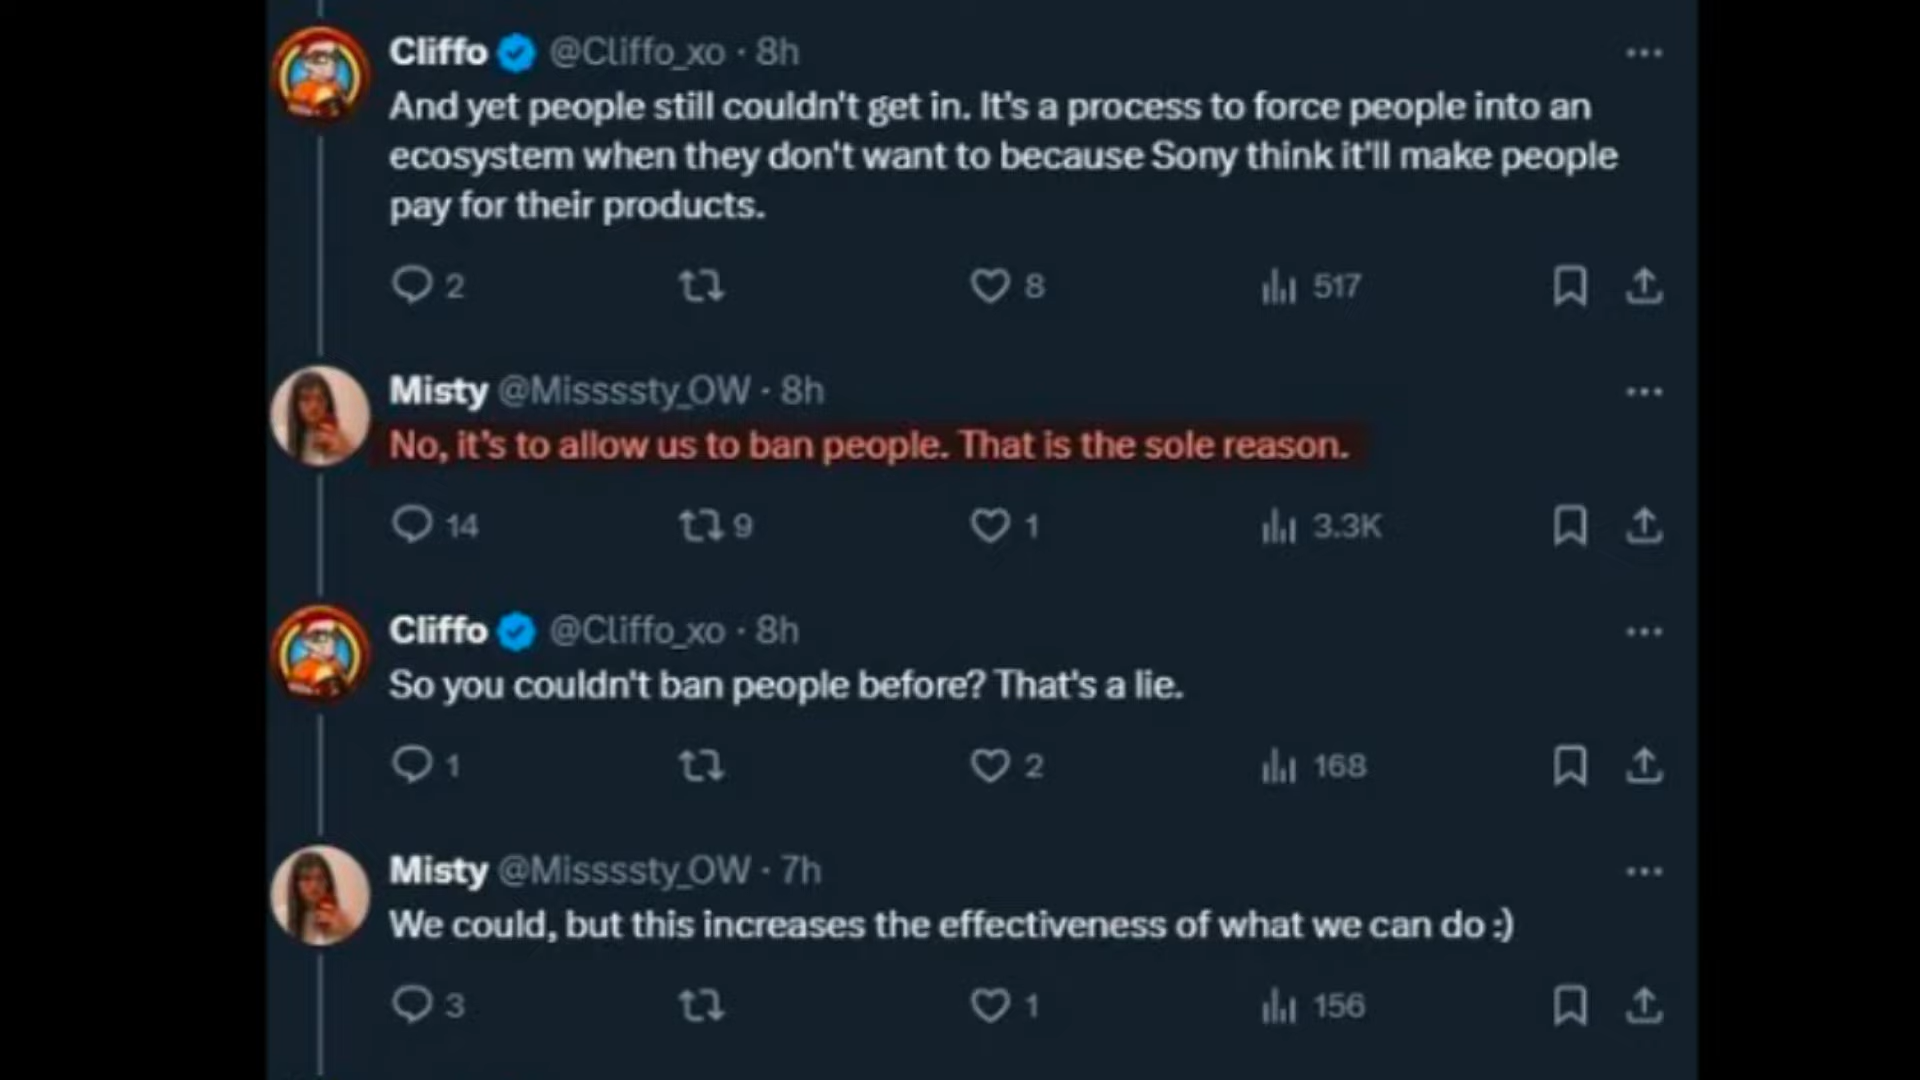 Cliffo @Cliffo_xo · 8h
And yet people still couldn't get in. It's a process to force people into an
ecosystem when they don't want to because Sony think it'll make people
pay for their products.
2 8 517
Misty @Missssty_OW · 8h
No, it's to allow us to ban people. That is the sole reason.
14 9 1 3.3K
Cliffo @Cliffo_xo · 8h
So you couldn't ban people before? That's a lie.
1 2 168
Misty @Missssty_OW · 7h
We could, but this increases the effectiveness of what we can do :)
3 1 156